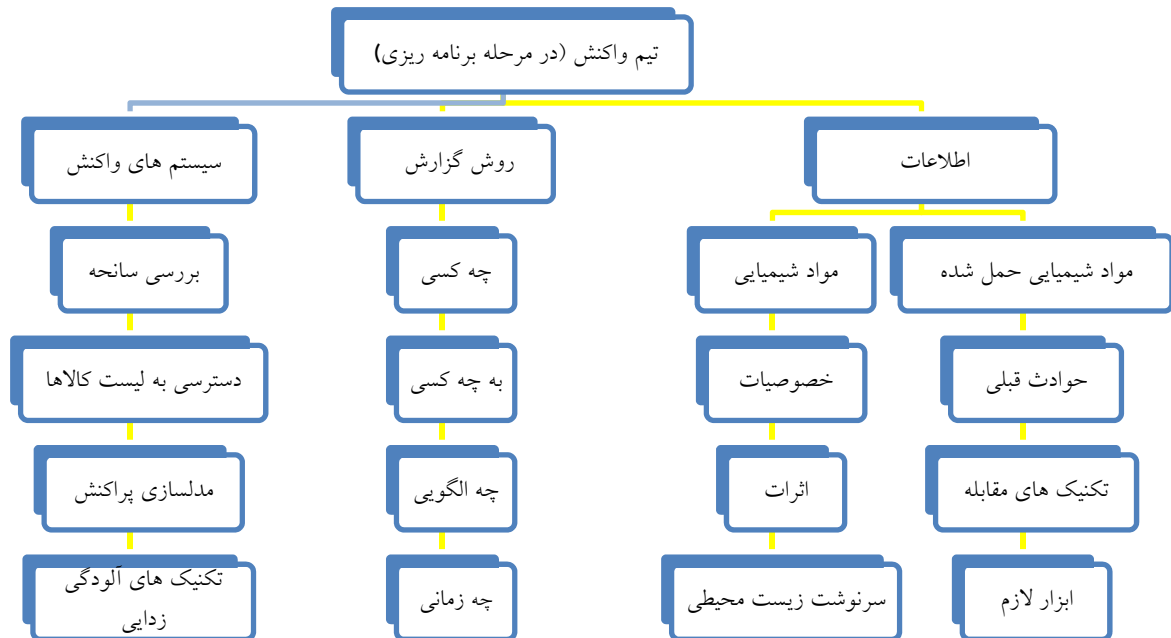 تیم واکنش (در مرحله برنامه ریزی)
اطلاعات
روش گزارش
سیستم های واکنش
مواد شیمیایی حمل شده
مواد شیمیایی
چه کسی
بررسی سانحه
حوادث قبلی
خصوصیات
به چه کسی
دسترسی به لیست کالاها
تکنیک های مقابله
اثرات
چه الگویی
مدلسازی پراکنش
ابزار لازم
سرنوشت زیست محیطی
چه زمانی
تکنیک های آلودگی
زدایی